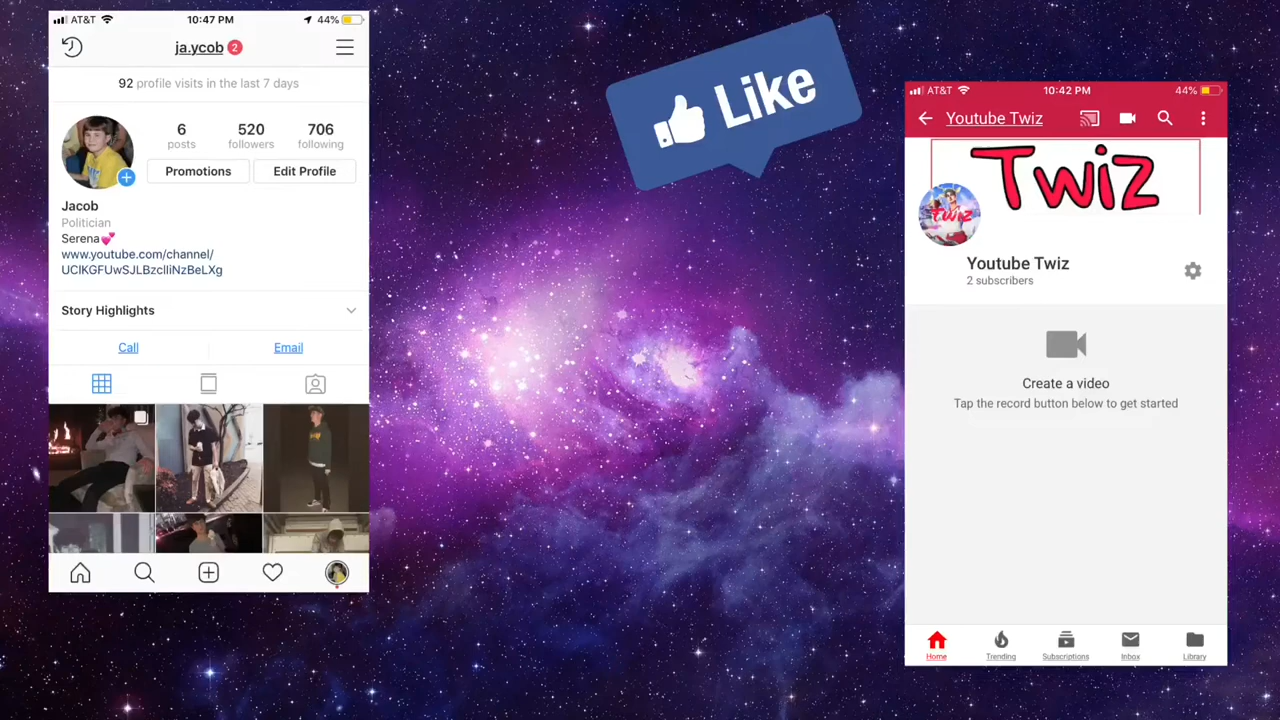 AT&T 10:47 PM 44%
ja.ycob 2
92 profile visits in the last 7 days
6 520 706
posts followers following
Promotions Edit Profile
Jacob
Politician
Serena💕
www.youtube.com/channel/
UClKGFUwSJLBzclliNzBeLXg
Story Highlights
Call Email
Like
AT&T 10:42 PM 44%
Youtube Twiz
Twiz
TWIZ
Youtube Twiz
2 subscribers
Create a video
Tap the record button below to get started
Home Trending Subscriptions Inbox Library